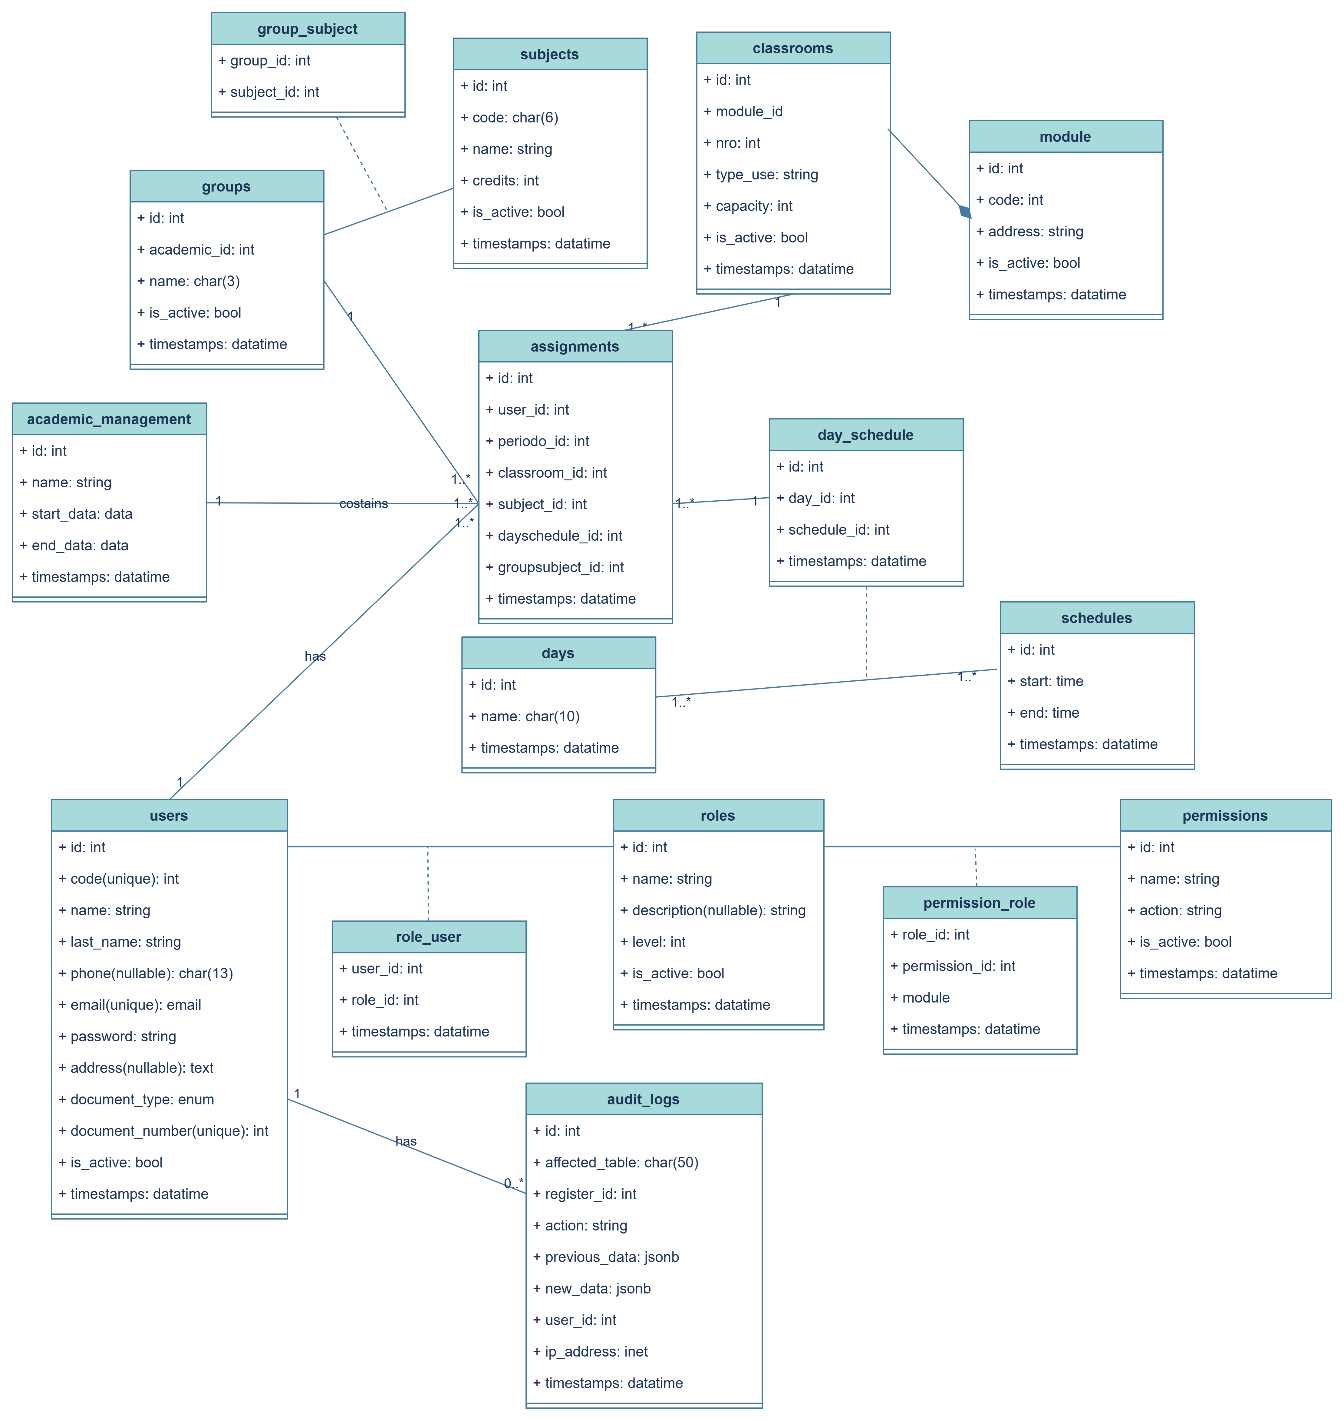 group_subject
+ group_id: int
+ subject_id: int
subjects
+ id: int
+ code: char(6)
+ name: string
+ credits: int
+ is_active: bool
+ timestamps: datatime
classrooms
+ id: int
+ module_id
+ nro: int
+ type_use: string
+ capacity: int
+ is_active: bool
+ timestamps: datatime
module
+ id: int
+ code: int
+ address: string
+ is_active: bool
+ timestamps: datatime
groups
+ id: int
+ academic_id: int
+ name: char(3)
+ is_active: bool
+ timestamps: datatime
1
1..*
1
1..*
assignments
+ id: int
+ user_id: int
+ periodo_id: int
+ classroom_id: int
+ subject_id: int
+ dayschedule_id: int
+ groupsubject_id: int
+ timestamps: datatime
academic_management
+ id: int
+ name: string
+ start_data: data
+ end_data: data
+ timestamps: datatime
1
costains
1..*
1..*
1..*
1
day_schedule
+ id: int
+ day_id: int
+ schedule_id: int
+ timestamps: datatime
has
1
days
+ id: int
+ name: char(10)
+ timestamps: datatime
1..*
1..*
schedules
+ id: int
+ start: time
+ end: time
+ timestamps: datatime
users
+ id: int
+ code(unique): int
+ name: string
+ last_name: string
+ phone(nullable): char(13)
+ email(unique): email
+ password: string
+ address(nullable): text
+ document_type: enum
+ document_number(unique): int
+ is_active: bool
+ timestamps: datatime
role_user
+ user_id: int
+ role_id: int
+ timestamps: datatime
roles
+ id: int
+ name: string
+ description(nullable): string
+ level: int
+ is_active: bool
+ timestamps: datatime
permission_role
+ role_id: int
+ permission_id: int
+ module
+ timestamps: datatime
permissions
+ id: int
+ name: string
+ action: string
+ is_active: bool
+ timestamps: datatime
1
has
0..*
audit_logs
+ id: int
+ affected_table: char(50)
+ register_id: int
+ action: string
+ previous_data: jsonb
+ new_data: jsonb
+ user_id: int
+ ip_address: inet
+ timestamps: datatime